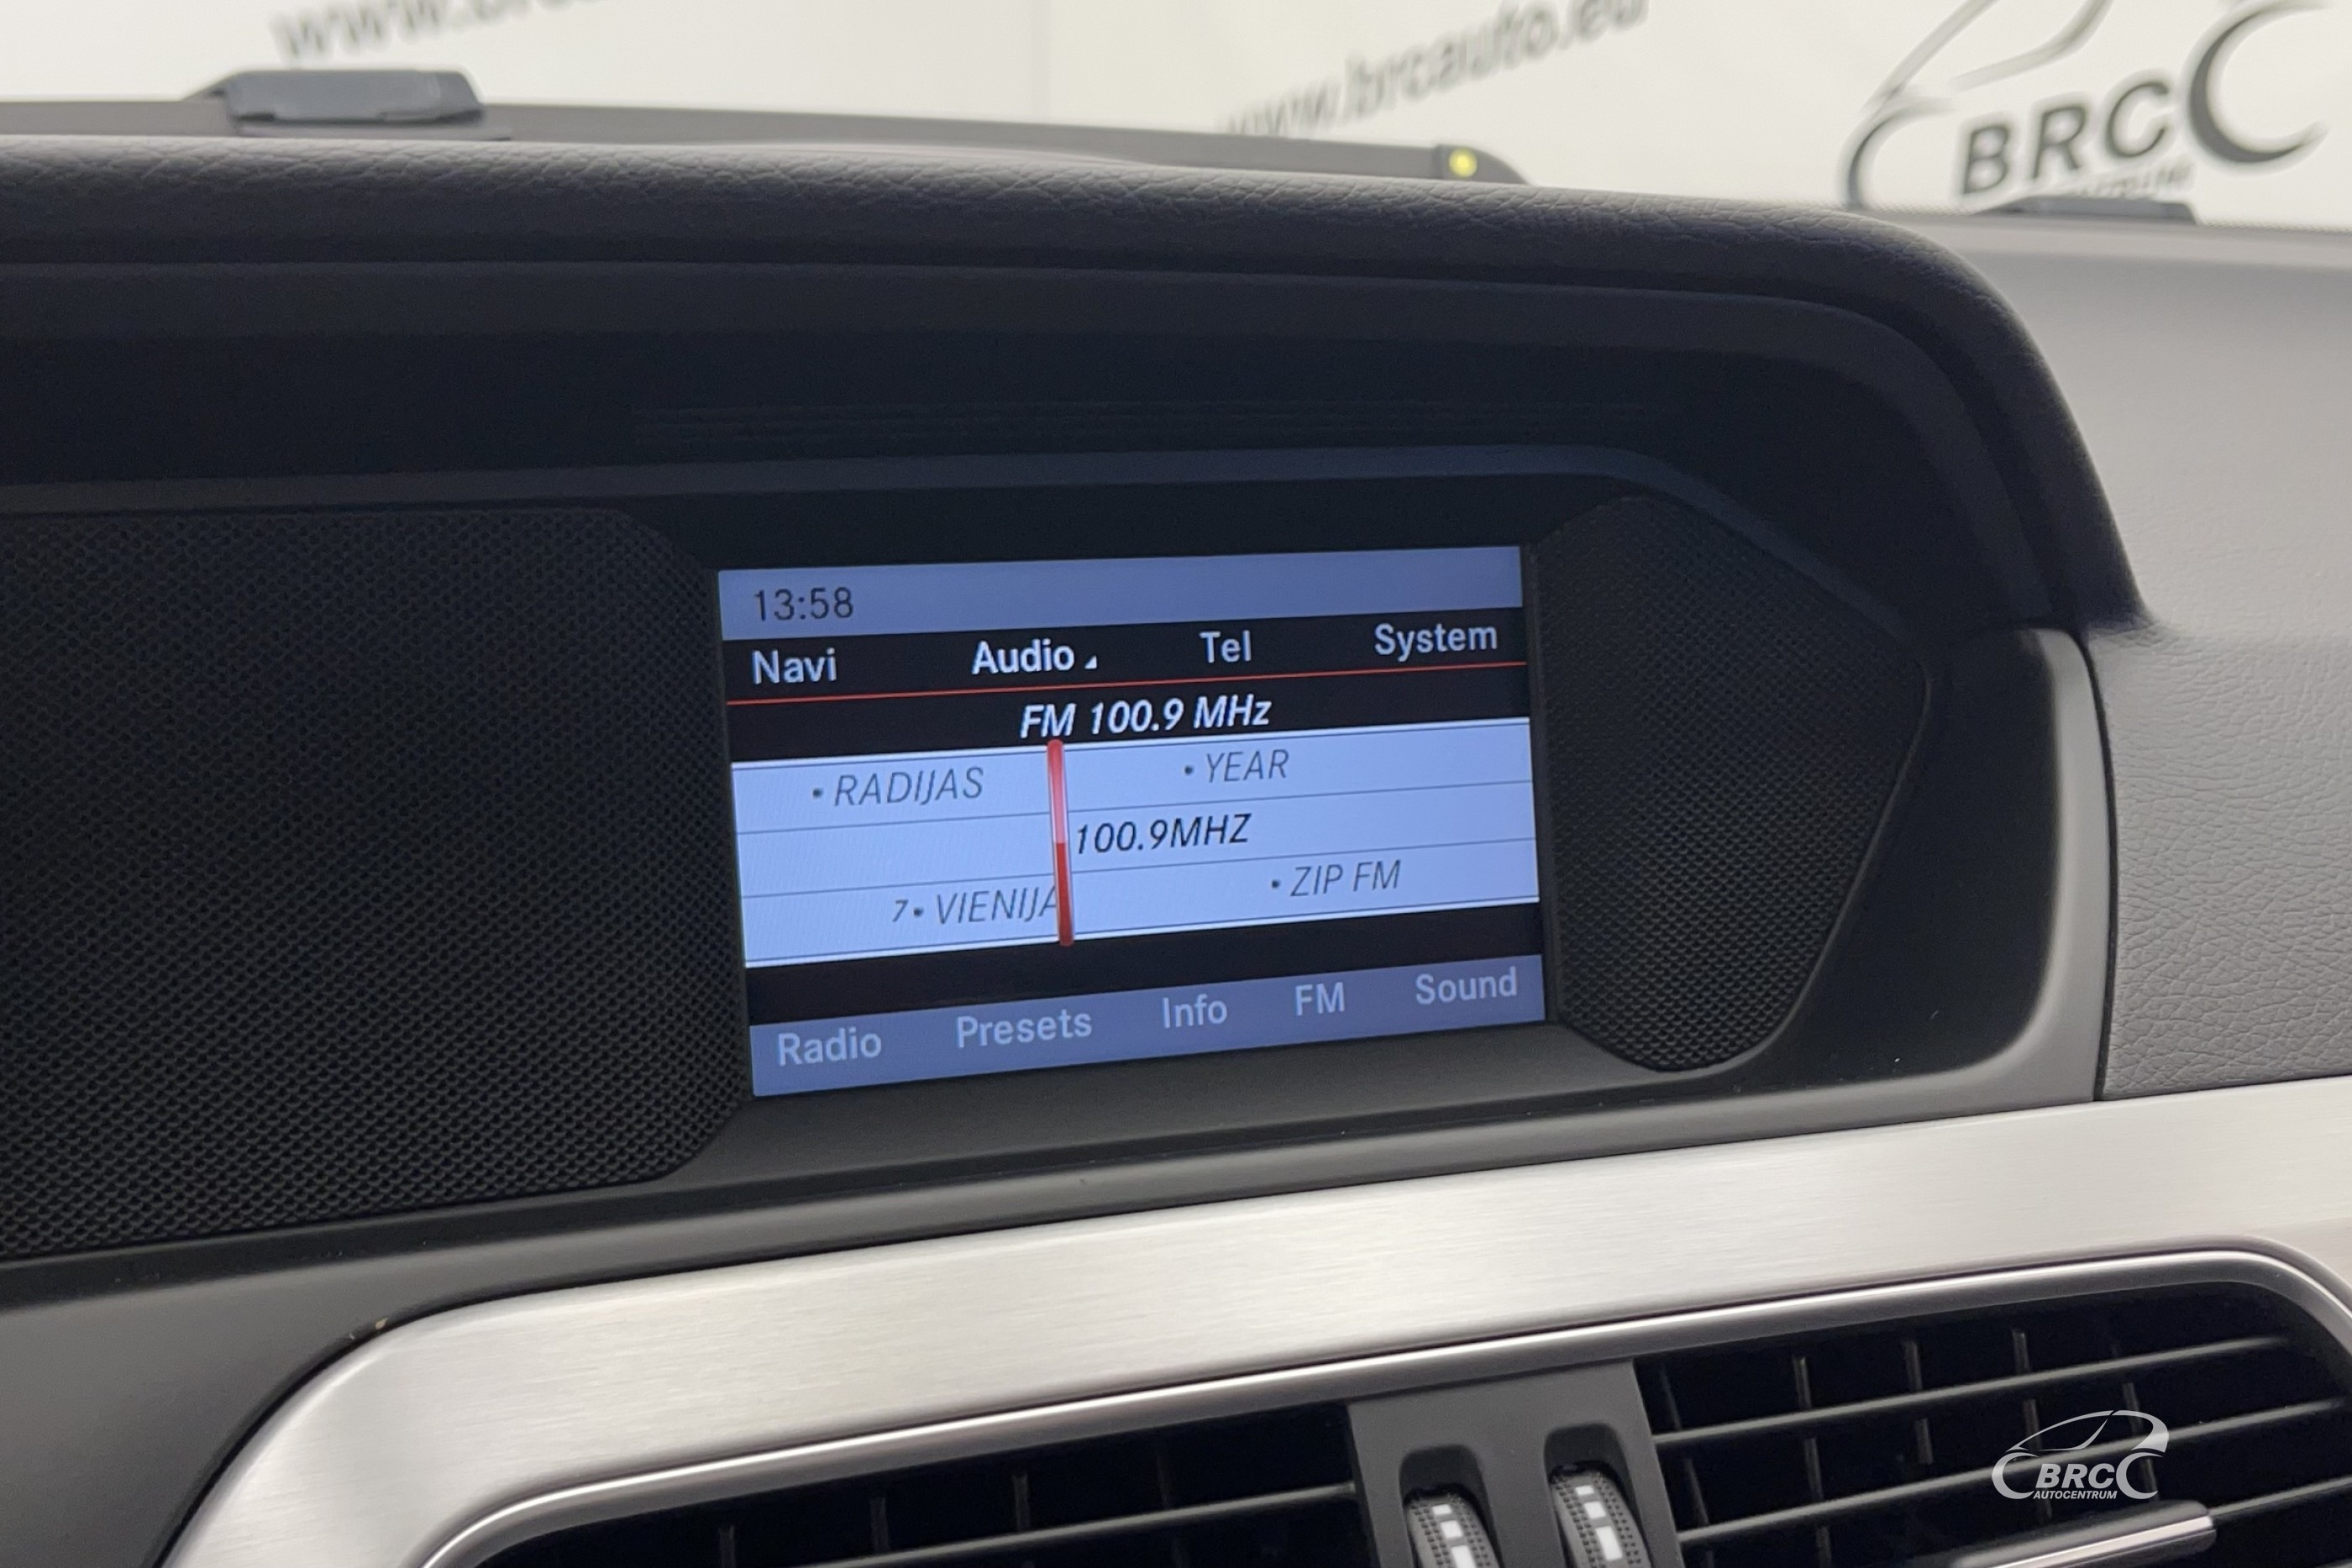 www.brcauto.eu
BRC
13:58
Navi Audio Tel System
FM 100.9 MHz
• RADIJAS • YEAR
100.9MHZ
7 • VIENIJA • ZIP FM
Radio Presets Info FM Sound
BRC
AUTOCENTRUM